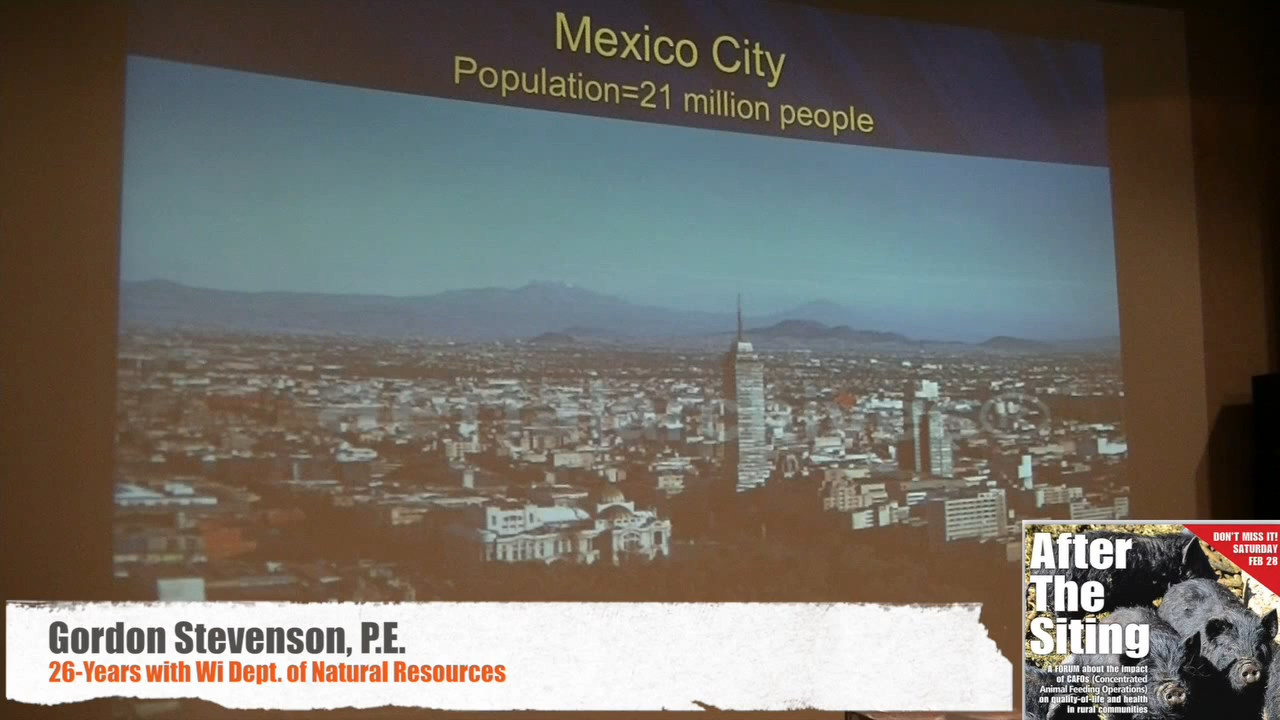 Mexico City
Population=21 million people
Gordon Stevenson, P.E.
26-Years with Wi Dept. of Natural Resources
DON'T MISS IT!
SATURDAY
FEB 28
After
The
Siting
A FORUM about the impact
of CAFOs (Concentrated
Animal Feeding Operations)
on quality-of-life and health
in rural communities